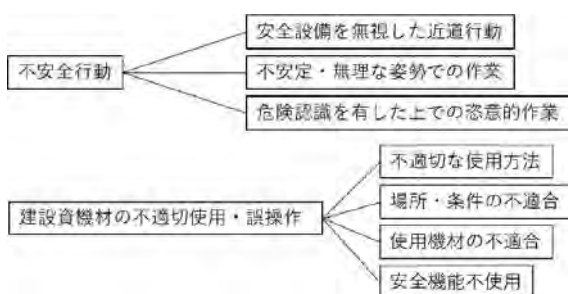 安全設備を無視した近道行動
不安全行動
不安定・無理な姿勢での作業
危険認識を有した上での恣意的作業
不適切な使用方法
場所・条件の不適合
建設資機材の不適切使用・誤操作
使用機材の不適合
安全機能不使用